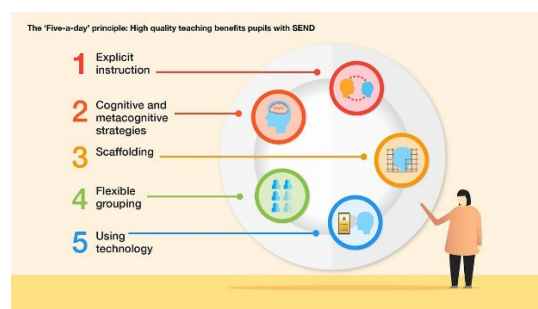 The ‘Five-a-day’ principle: High quality teaching benefits pupils with SEND
1 Explicit
instruction
2 Cognitive and
metacognitive
strategies
3 Scaffolding
4 Flexible
grouping
5 Using
technology